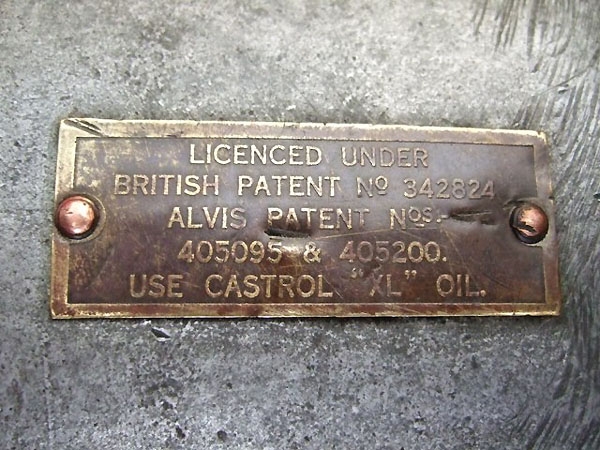 LICENCED UNDER
BRITISH PATENT Nº 342824
ALVIS PATENT Nos.-
405095 & 405200.
USE CASTROL "XL" OIL.